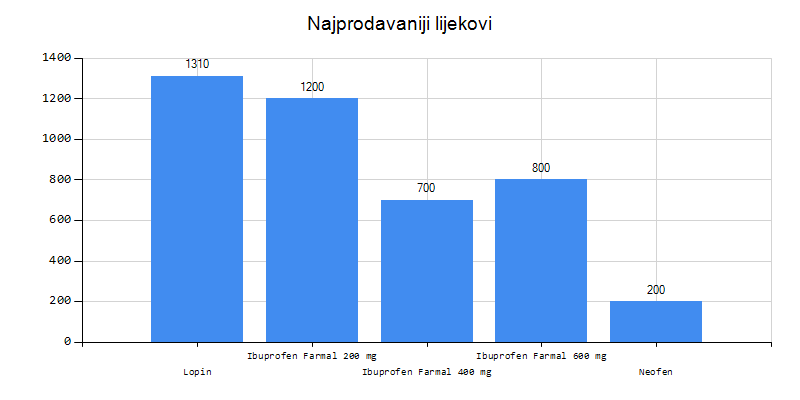 Najprodavaniji lijekovi
1400
1200
1000
800
600
400
200
0
1310
1200
700
800
200
Ibuprofen Farmal 200 mg
Ibuprofen Farmal 600 mg
Lopin
Ibuprofen Farmal 400 mg
Neofen